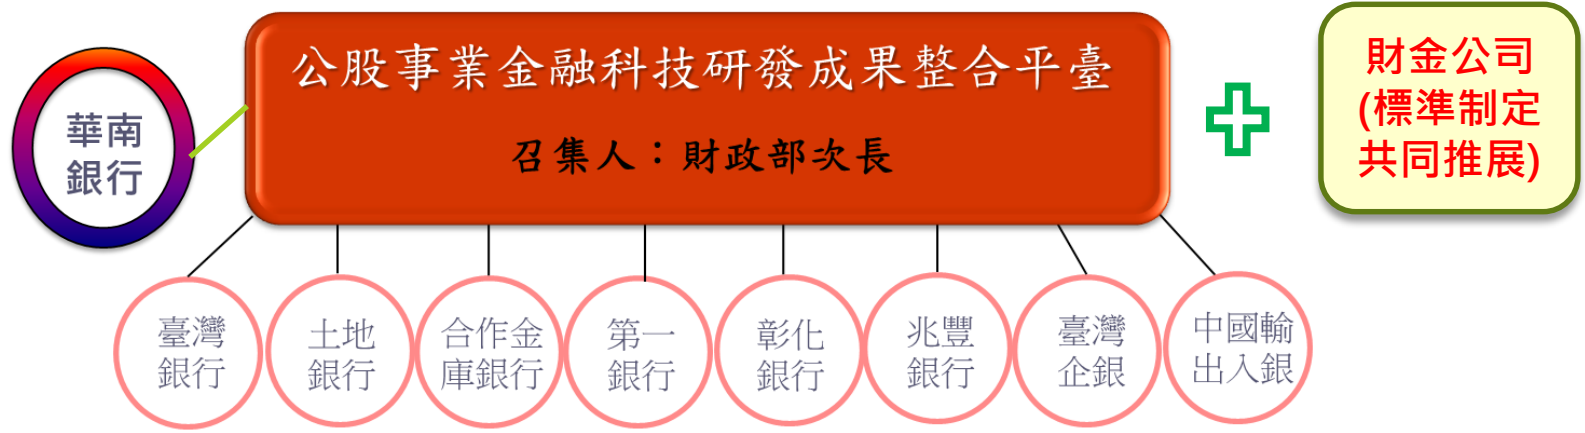 公股事業金融科技研發成果整合平臺
召集人：財政部次長
華南
銀行
財金公司
(標準制定
共同推展)
臺灣
銀行
土地
銀行
合作金
庫銀行
第一
銀行
彰化
銀行
兆豐
銀行
臺灣
企銀
中國輸
出入銀